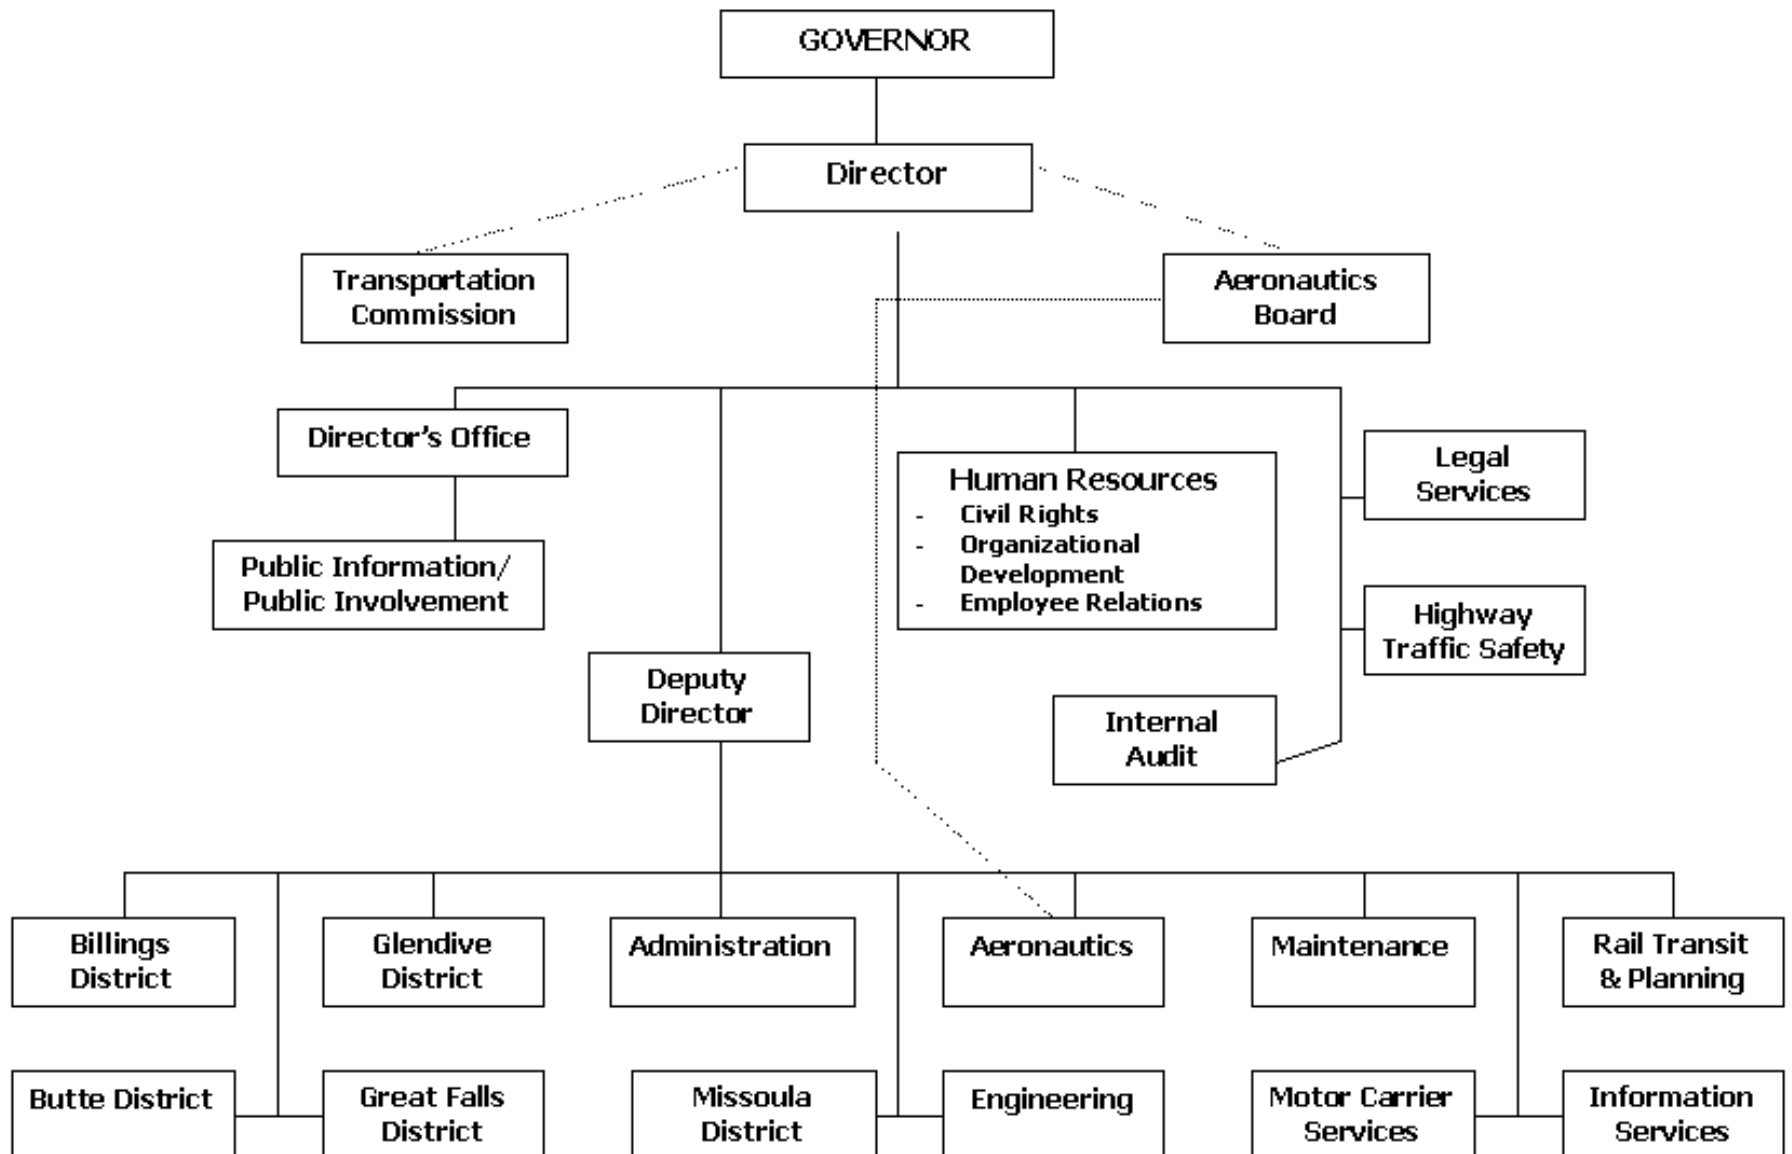 GOVERNOR
Director
Transportation
Commission
Aeronautics
Board
Director's Office
Human Resources
- Civil Rights
- Organizational
Development
- Employee Relations
Legal
Services
Public Information/
Public Involvement
Highway
Traffic Safety
Deputy
Director
Internal
Audit
Billings
District
Glendive
District
Administration
Aeronautics
Maintenance
Rail Transit
& Planning
Butte District
Great Falls
District
Missoula
District
Engineering
Motor Carrier
Services
Information
Services